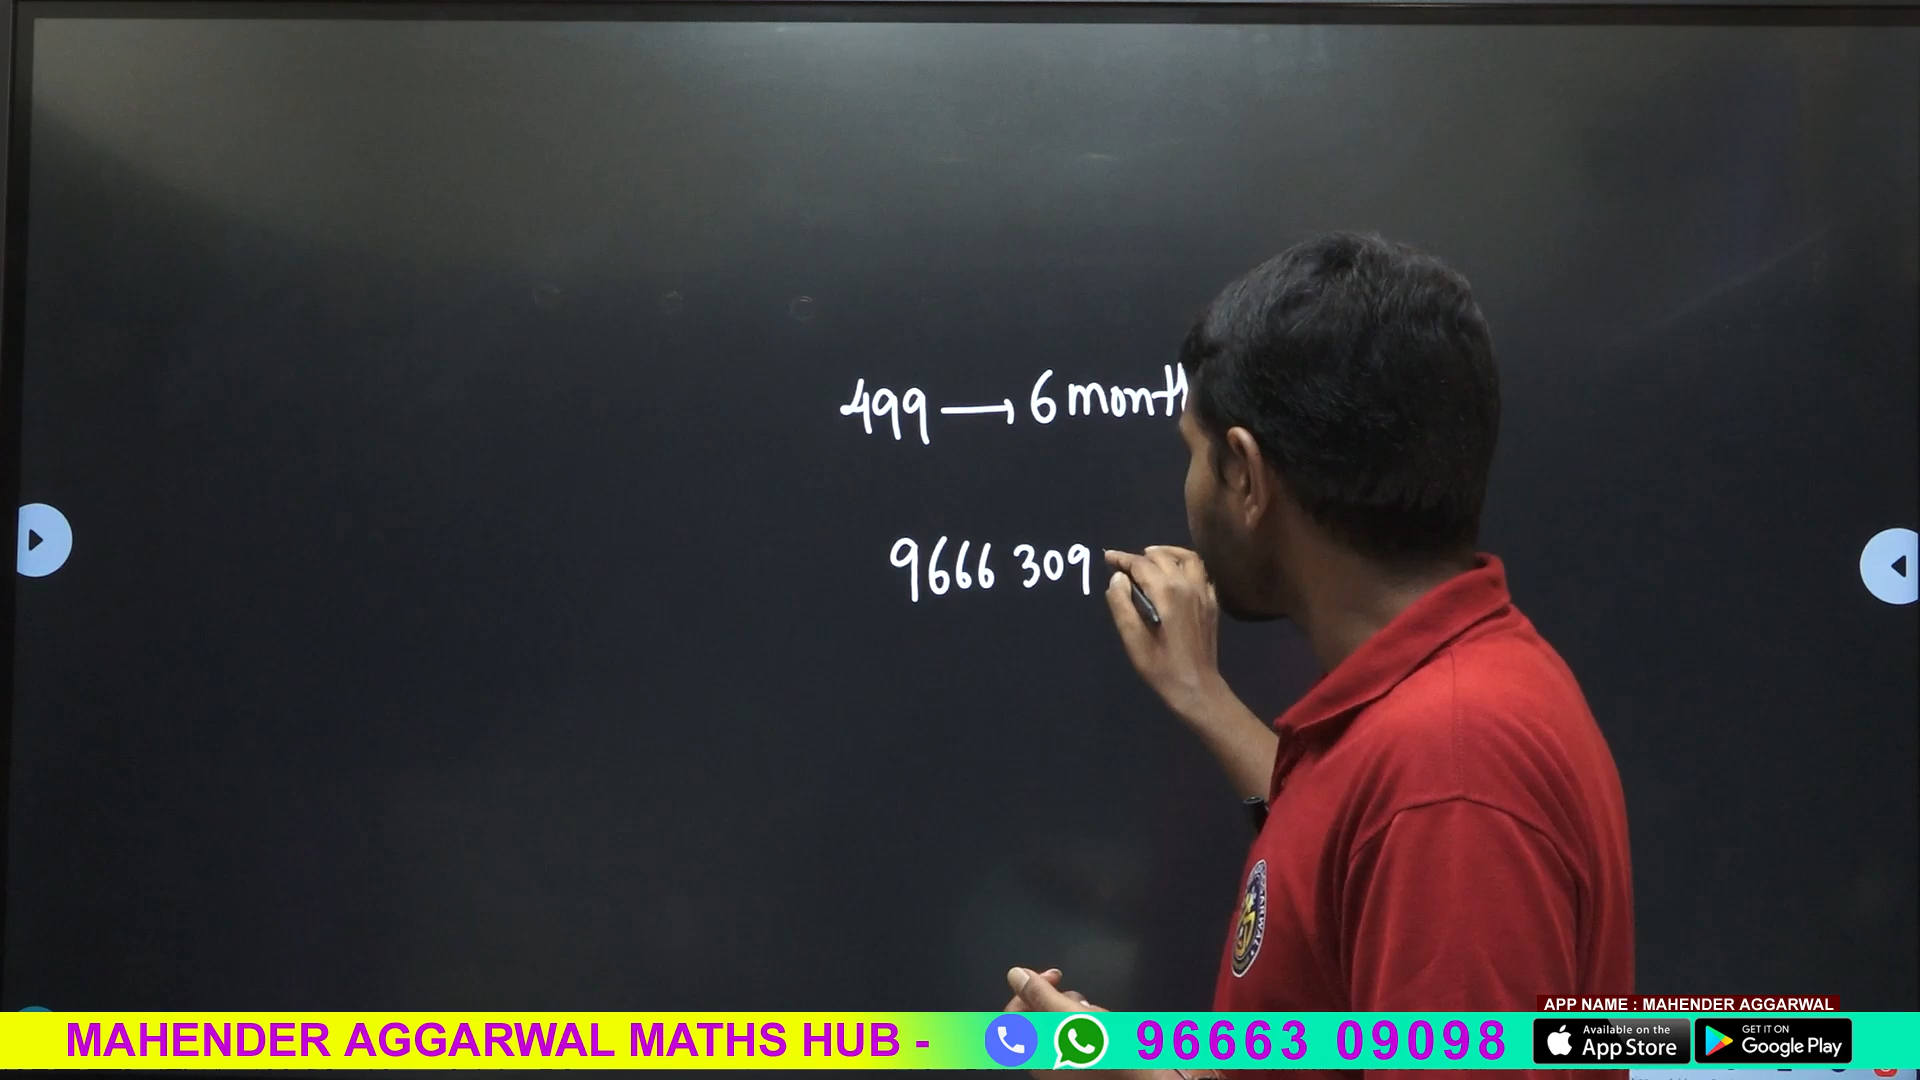 499 → 6 month
9666 309
APP NAME : MAHENDER AGGARWAL
MAHENDER AGGARWAL MATHS HUB -
96663 09098
Available on the
App Store
GET IT ON
Google Play